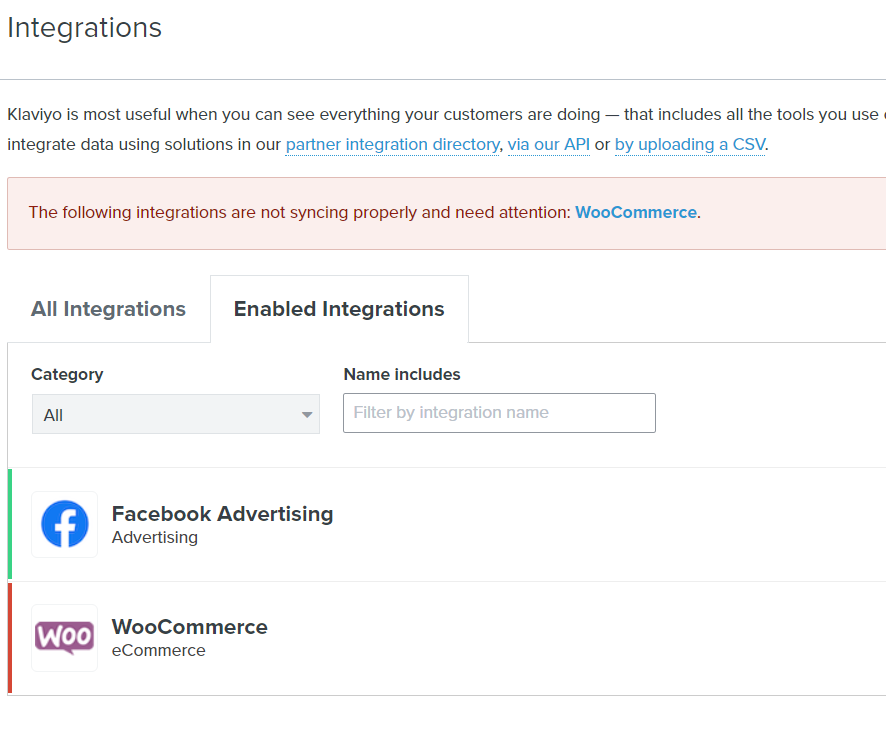 Integrations
Klaviyo is most useful when you can see everything your customers are doing — that includes all the tools you use
integrate data using solutions in our partner integration directory, via our API or by uploading a CSV.
The following integrations are not syncing properly and need attention: WooCommerce.
All Integrations
Enabled Integrations
Category
Name includes
All
Filter by integration name
Facebook Advertising
Advertising
Woo
WooCommerce
eCommerce